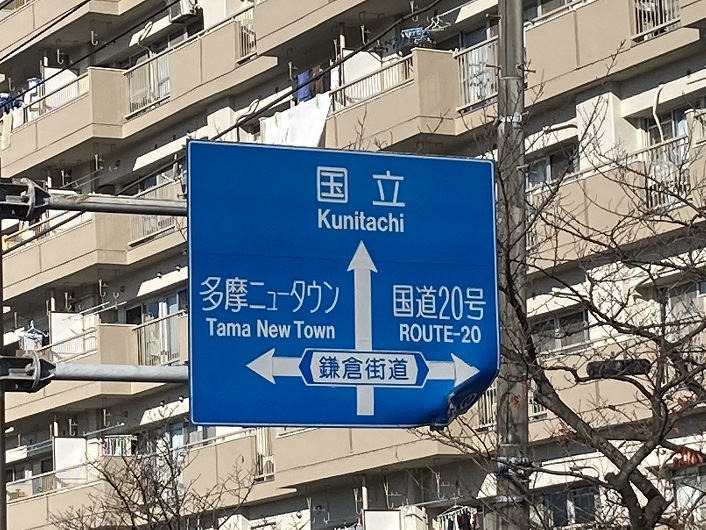 国立
Kunitachi
多摩ニュータウン
Tama New Town
国道20号
ROUTE-20
鎌倉街道